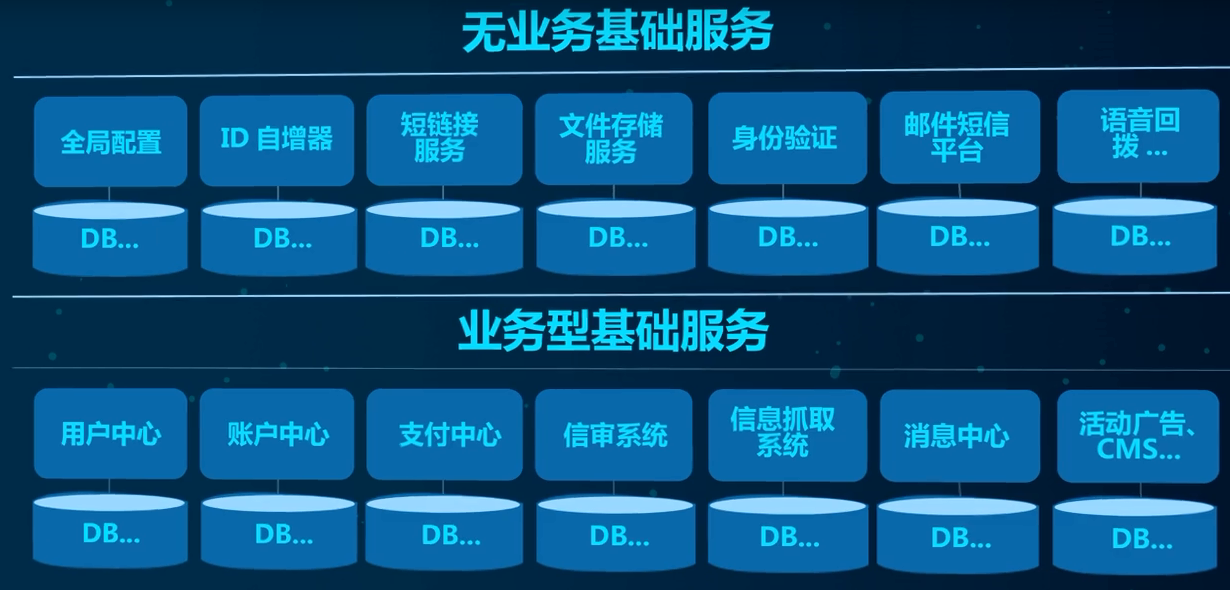 无业务基础服务
全局配置
ID 自增器
短链接
服务
文件存储
服务
身份验证
邮件短信
平台
语音回
拨 ...
DB...
DB...
DB...
DB...
DB...
DB...
DB...
业务型基础服务
用户中心
账户中心
支付中心
信审系统
信息抓取
系统
消息中心
活动广告、
CMS...
DB...
DB...
DB...
DB...
DB...
DB...
DB...